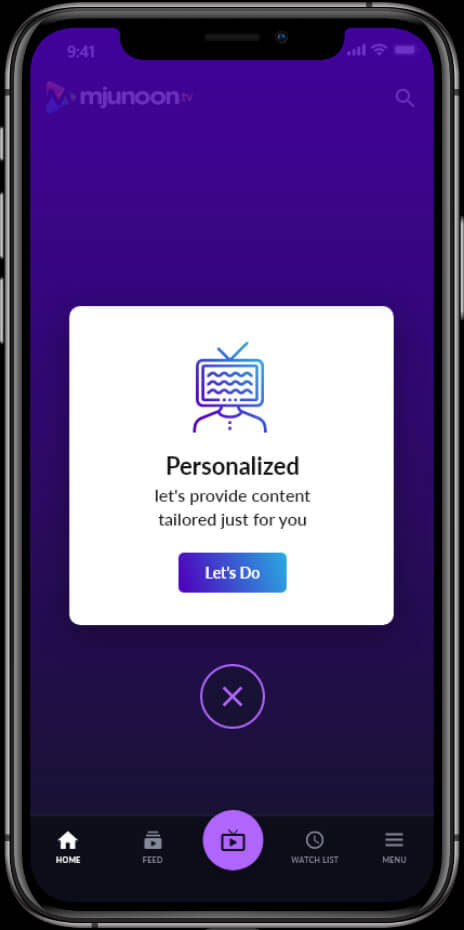 9:41
mjunoon.tv
Personalized
let's provide content
tailored just for you
Let's Do
HOME
FEED
WATCH LIST
MENU